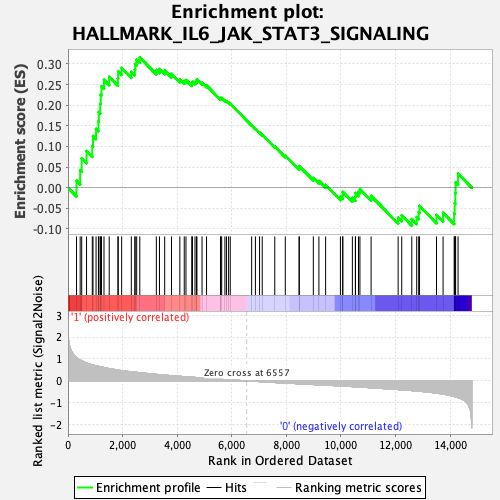 Enrichment plot:
HALLMARK_IL6_JAK_STAT3_SIGNALING
Enrichment score (ES)
0.30
0.25
0.20
0.15
0.10
0.05
0.00
-0.05
-0.10
'1' (positively correlated)
Ranked list metric (Signal2Noise)
3
2
1
0
-1
-2
Zero cross at 6557
'0' (negatively correlated)
0
2,000
4,000
6,000
8,000
10,000
12,000
14,000
Rank in Ordered Dataset
Enrichment profile
Hits
Ranking metric scores